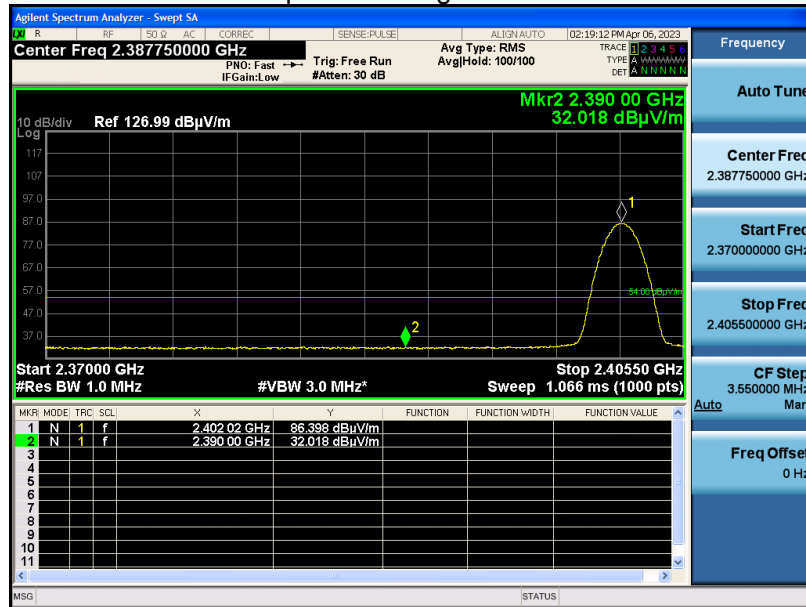 Agilent Spectrum Analyzer - Swept SA
LXI R RF 50 Ω AC CORREC SENSE:PULSE ALIGN AUTO 02:19:12 PM Apr 06, 2023
Center Freq 2.387750000 GHz
PNO: Fast
IFGain:Low
Trig: Free Run
#Atten: 30 dB
Avg Type: RMS
Avg|Hold: 100/100
TRACE 1 2 3 4 5 6
TYPE A WWWWW
DET A N N N N N
Mkr2 2.390 00 GHz
32.018 dBµV/m
10 dB/div Ref 126.99 dBµV/m
Log
117
107
97.0
87.0
77.0
67.0
57.0
47.0
37.0
1
54.00 dBµV/m
2
Start 2.37000 GHz Stop 2.40550 GHz
#Res BW 1.0 MHz #VBW 3.0 MHz* Sweep 1.066 ms (1000 pts)
MKR MODE TRC SCL X Y FUNCTION FUNCTION WIDTH FUNCTION VALUE
1 N 1 f 2.402 02 GHz 86.398 dBµV/m
2 N 1 f 2.390 00 GHz 32.018 dBµV/m
3
4
5
6
7
8
9
10
11
MSG STATUS
Frequency
Auto Tune
Center Freq
2.387750000 GHz
Start Freq
2.370000000 GHz
Stop Freq
2.405500000 GHz
CF Step
3.550000 MHz
Auto Man
Freq Offset
0 Hz